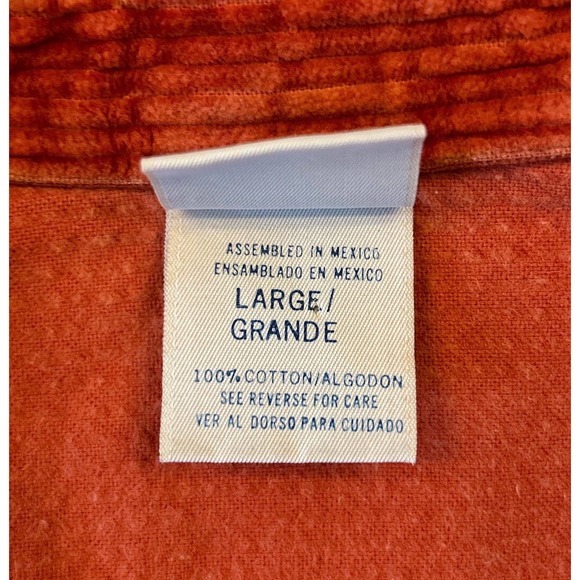 ASSEMBLED IN MEXICO
ENSAMBLADO EN MEXICO
LARGE/
GRANDE
100% COTTON/ALGODON
SEE REVERSE FOR CARE
VER AL DORSO PARA CUIDADO